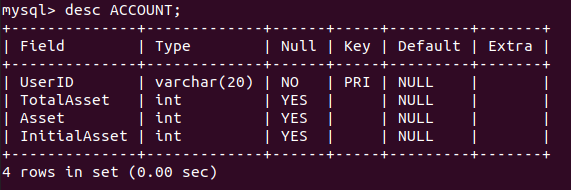 mysql> desc ACCOUNT;
+--------------+-------------+------+-----+---------+-------+
| Field        | Type        | Null | Key | Default | Extra |
+--------------+-------------+------+-----+---------+-------+
| UserID       | varchar(20) | NO   | PRI | NULL    |       |
| TotalAsset   | int         | YES  |     | NULL    |       |
| Asset        | int         | YES  |     | NULL    |       |
| InitialAsset | int         | YES  |     | NULL    |       |
+--------------+-------------+------+-----+---------+-------+
4 rows in set (0.00 sec)